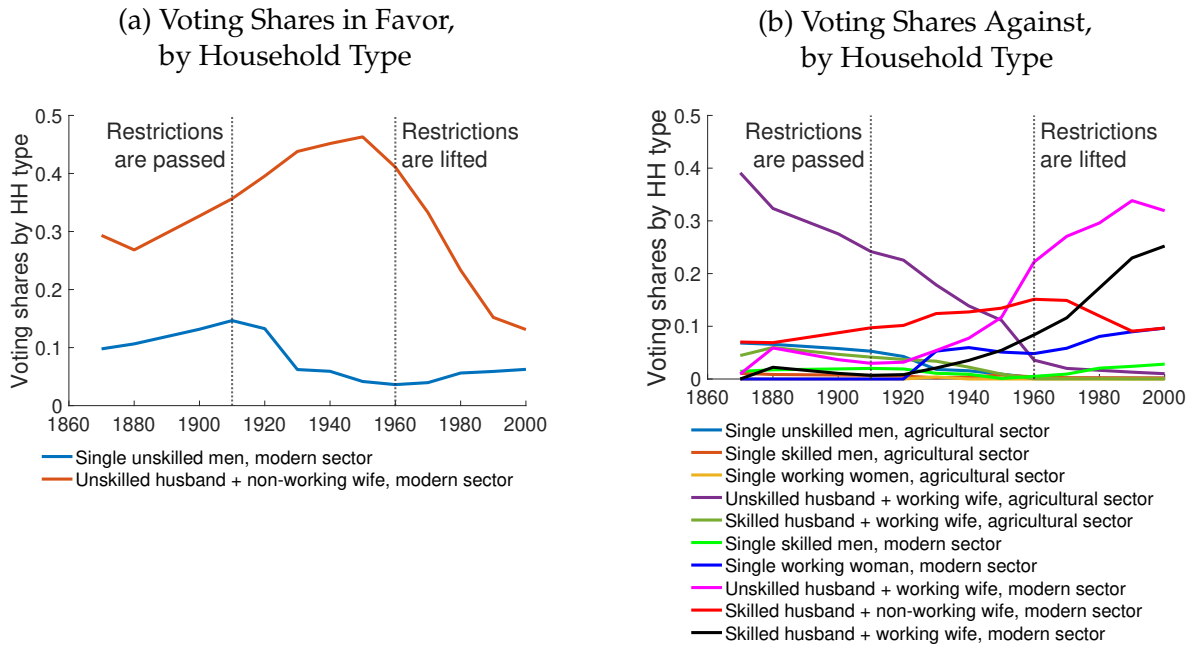 (a) Voting Shares in Favor,
by Household Type
Voting shares by HH type
0.5
0.4
0.3
0.2
0.1
0
Restrictions
are passed
Restrictions
are lifted
1860 1880 1900 1920 1940 1960 1980 2000
Single unskilled men, modern sector
Unskilled husband + non-working wife, modern sector
(b) Voting Shares Against,
by Household Type
Voting shares by HH type
0.5
0.4
0.3
0.2
0.1
0
Restrictions
are passed
Restrictions
are lifted
1860 1880 1900 1920 1940 1960 1980 2000
Single unskilled men, agricultural sector
Single skilled men, agricultural sector
Single working women, agricultural sector
Unskilled husband + working wife, agricultural sector
Skilled husband + working wife, agricultural sector
Single skilled men, modern sector
Single working woman, modern sector
Unskilled husband + working wife, modern sector
Skilled husband + non-working wife, modern sector
Skilled husband + working wife, modern sector